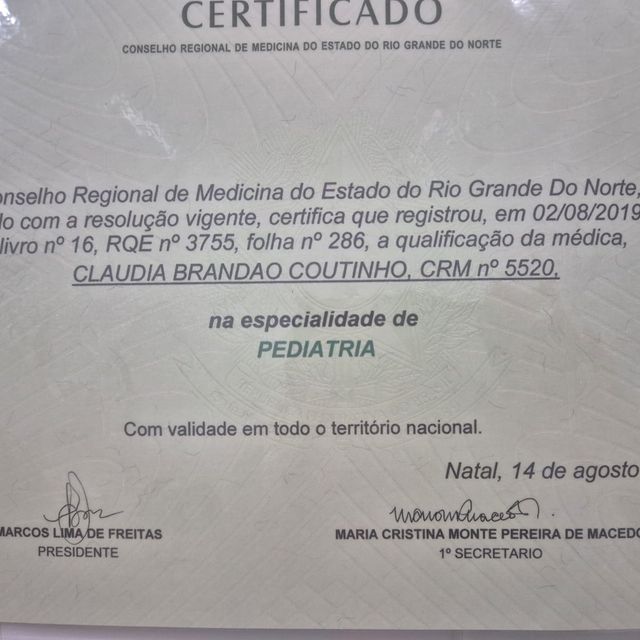 CERTIFICADO
CONSELHO REGIONAL DE MEDICINA DO ESTADO DO RIO GRANDE DO NORTE
onselho Regional de Medicina do Estado do Rio Grande Do Norte,
do com a resolução vigente, certifica que registrou, em 02/08/2019
livro nº 16, RQE nº 3755, folha nº 286, a qualificação da médica,
CLAUDIA BRANDAO COUTINHO, CRM nº 5520,
na especialidade de
PEDIATRIA
Com validade em todo o território nacional.
Natal, 14 de agosto
MARCOS LIMA DE FREITAS
PRESIDENTE
MARIA CRISTINA MONTE PEREIRA DE MACEDO
1º SECRETARIO